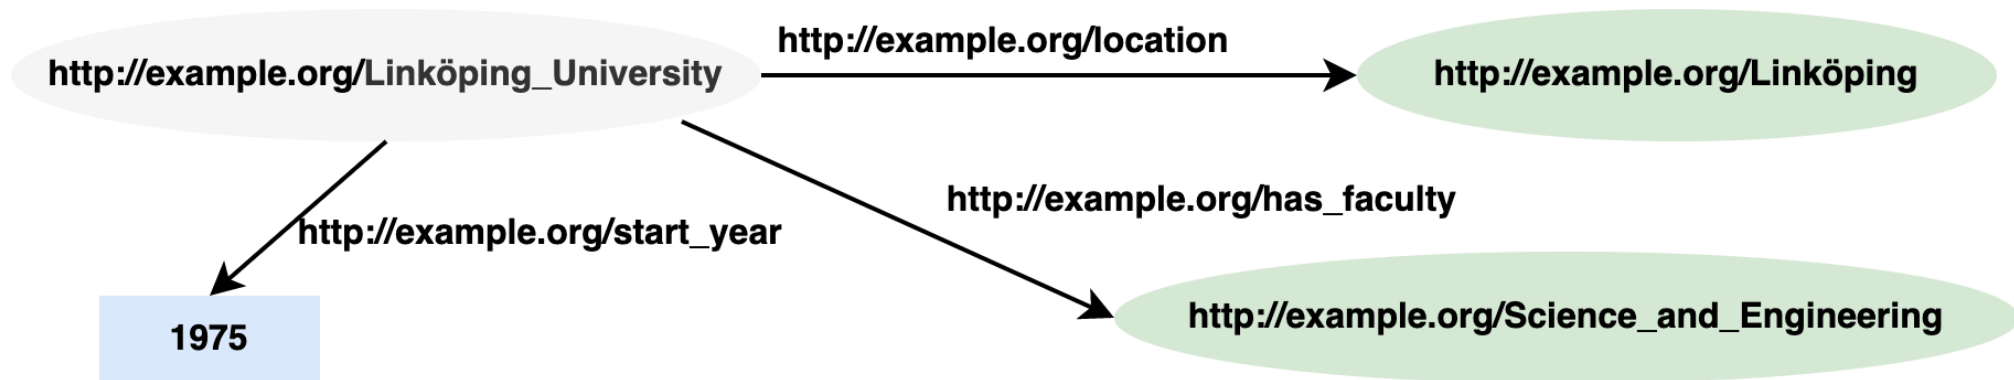 http://example.org/location
http://example.org/Linköping_University
http://example.org/Linköping
http://example.org/has_faculty
http://example.org/start_year
http://example.org/Science_and_Engineering
1975